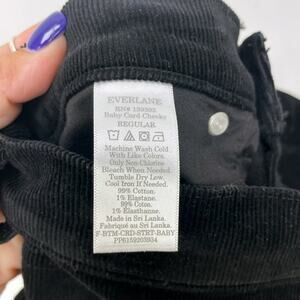 EVERLANE
RN# 139393
Baby Cord Cheeky
REGULAR
Machine Wash Cold
With Like Colors.
Only Non-Chlorine
Bleach When Needed.
Tumble Dry Low.
Cool Iron If Needed.
99% Cotton.
1% Elastane.
99% Coton.
1% Elasthanne.
Made in Sri Lanka.
Fabriqué au Sri Lanka.
F-BTM-CRD-STRT-BABY
PP6159203934